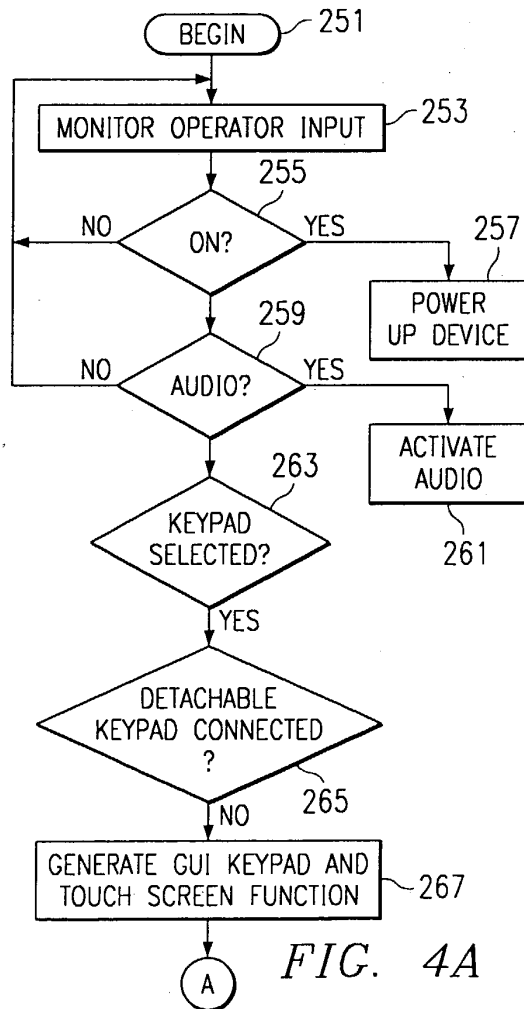 BEGIN
251
MONITOR OPERATOR INPUT
253
255
NO
ON?
YES
257
POWER
UP DEVICE
259
NO
AUDIO?
YES
ACTIVATE
AUDIO
261
263
KEYPAD
SELECTED?
YES
DETACHABLE
KEYPAD CONNECTED
?
265
NO
GENERATE GUI KEYPAD AND
TOUCH SCREEN FUNCTION
267
A
FIG. 4A